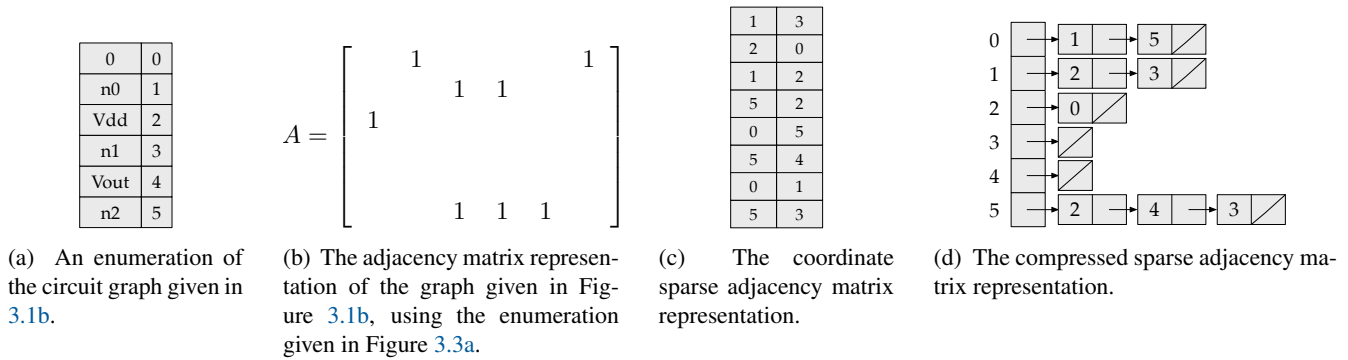 0 0
n0 1
Vdd 2
n1 3
Vout 4
n2 5
(a) An enumeration of
the circuit graph given in
3.1b.
1 1
1 1
A = 1
1 1 1
(b) The adjacency matrix represen-
tation of the graph given in Fig-
ure 3.1b, using the enumeration
given in Figure 3.3a.
1 3
2 0
1 2
5 2
0 5
5 4
0 1
5 3
(c) The coordinate
sparse adjacency matrix
representation.
0 1 5
1 2 3
2 0
3
4
5 2 4 3
(d) The compressed sparse adjacency ma-
trix representation.